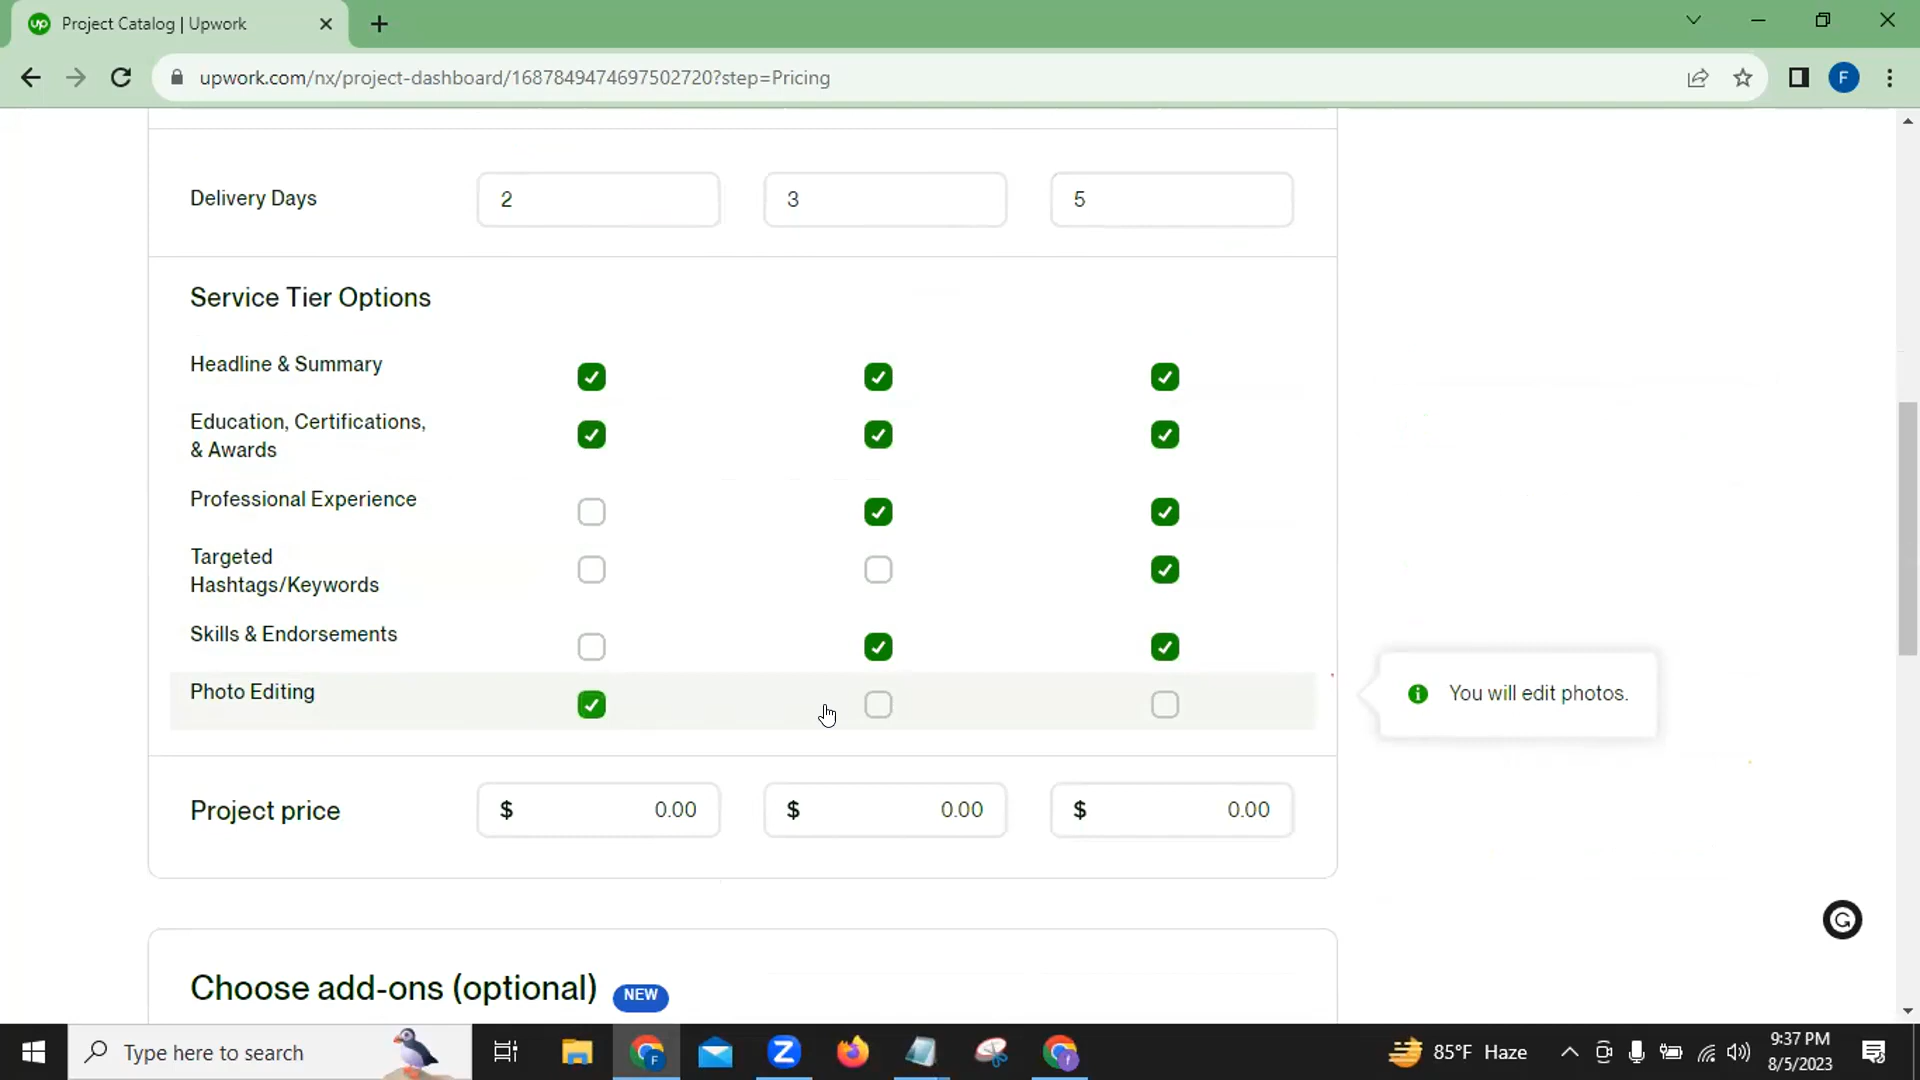 Project Catalog | Upwork
upwork.com/nx/project-dashboard/1687849474697502720?step=Pricing
F
Delivery Days
2
3
5
Service Tier Options
Headline & Summary
Education, Certifications,
& Awards
Professional Experience
Targeted
Hashtags/Keywords
Skills & Endorsements
Photo Editing
You will edit photos.
Project price
$ 0.00
$ 0.00
$ 0.00
Choose add-ons (optional) NEW
Type here to search
85°F Haze
9:37 PM
8/5/2023